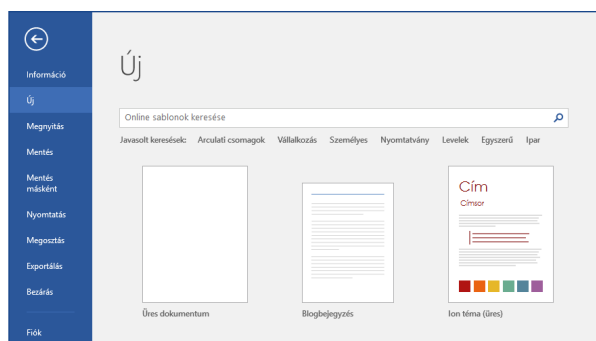 Információ
Új
Megnyitás
Mentés
Mentés
másként
Nyomtatás
Megosztás
Exportálás
Bezárás
Fiók
Új
Online sablonok keresése
Javasolt keresések: Arculati csomagok Vállalkozás Személyes Nyomtatvány Levelek Egyszerű Ipar
Cím
Címsor
Üres dokumentum Blogbejegyzés Ion téma (üres)